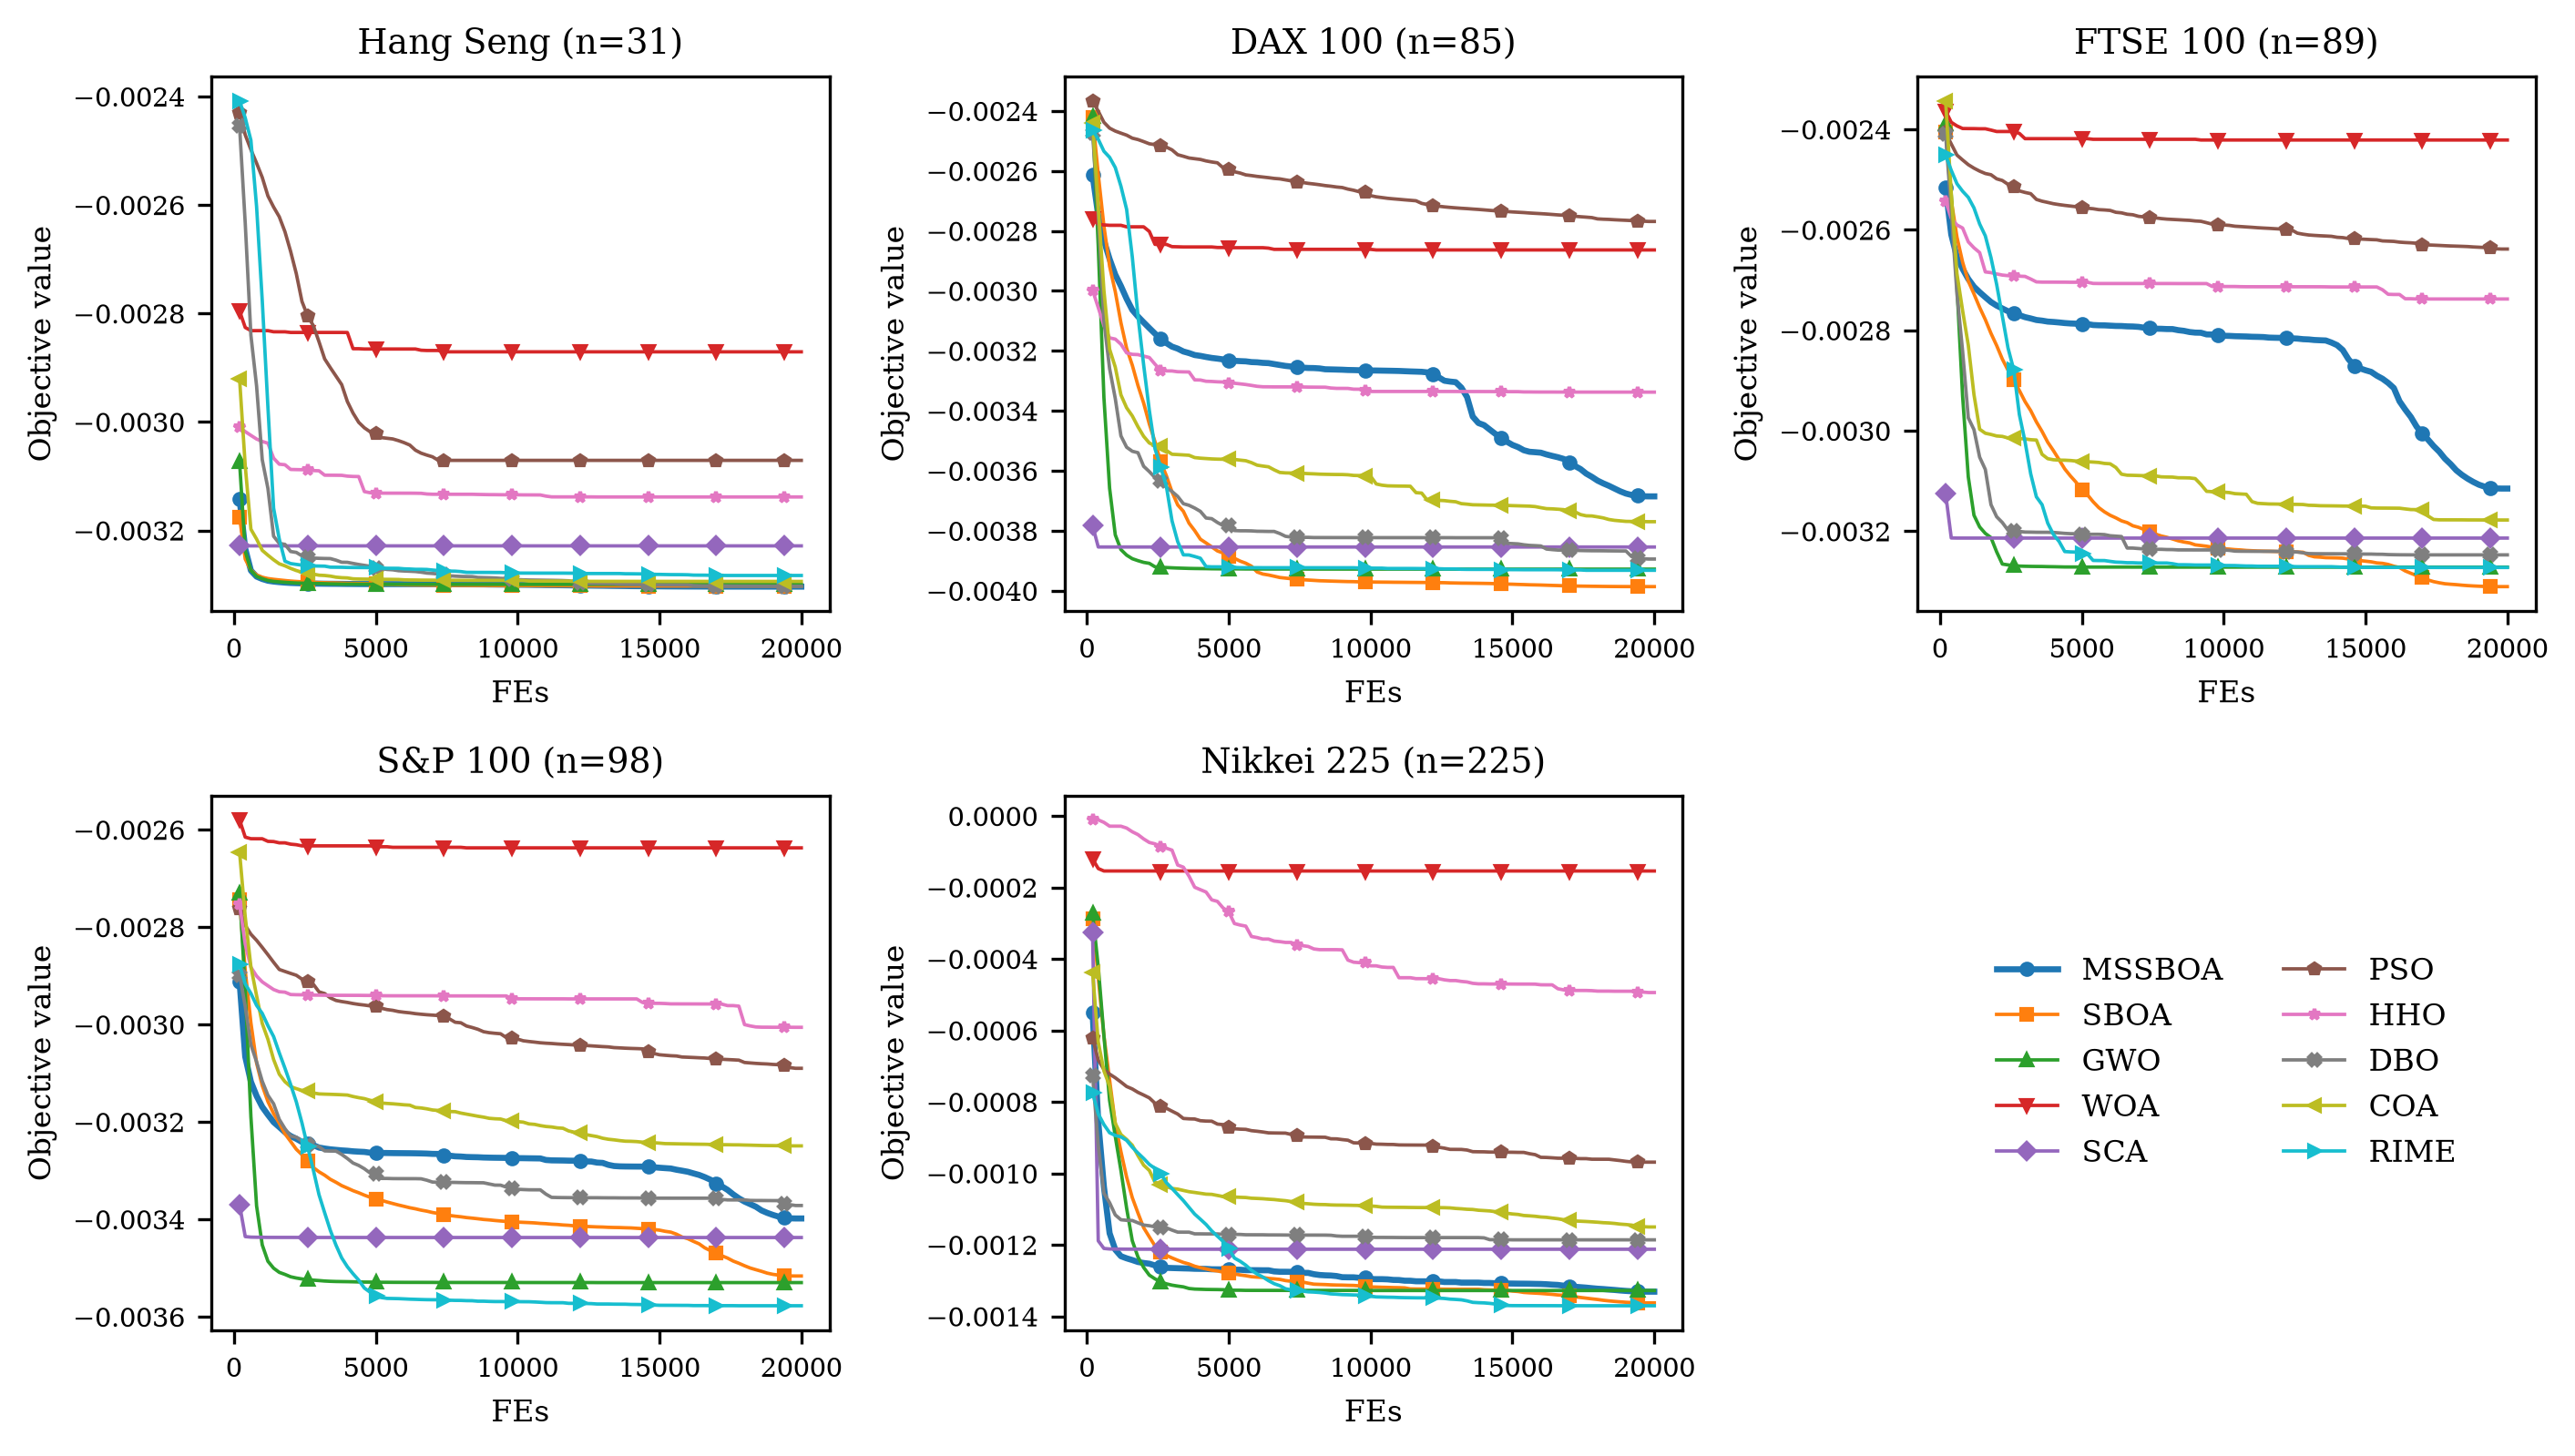 Hang Seng (n=31)
−0.0024
−0.0026
−0.0028
−0.0030
−0.0032
Objective value
0 5000 10000 15000 20000
FEs
DAX 100 (n=85)
−0.0024
−0.0026
−0.0028
−0.0030
−0.0032
−0.0034
−0.0036
−0.0038
−0.0040
Objective value
0 5000 10000 15000 20000
FEs
FTSE 100 (n=89)
−0.0024
−0.0026
−0.0028
−0.0030
−0.0032
Objective value
0 5000 10000 15000 20000
FEs
S&P 100 (n=98)
−0.0026
−0.0028
−0.0030
−0.0032
−0.0034
−0.0036
Objective value
0 5000 10000 15000 20000
FEs
Nikkei 225 (n=225)
0.0000
−0.0002
−0.0004
−0.0006
−0.0008
−0.0010
−0.0012
−0.0014
Objective value
0 5000 10000 15000 20000
FEs
MSSBOA
SBOA
GWO
WOA
SCA
PSO
HHO
DBO
COA
RIME